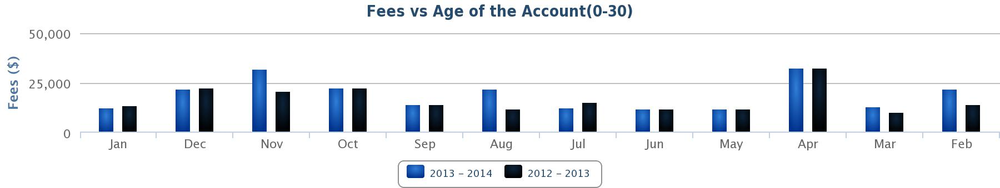 Fees vs Age of the Account(0-30)
50,000
25,000
0
Fees ($)
Jan Dec Nov Oct Sep Aug Jul Jun May Apr Mar Feb
2013 – 2014 2012 – 2013